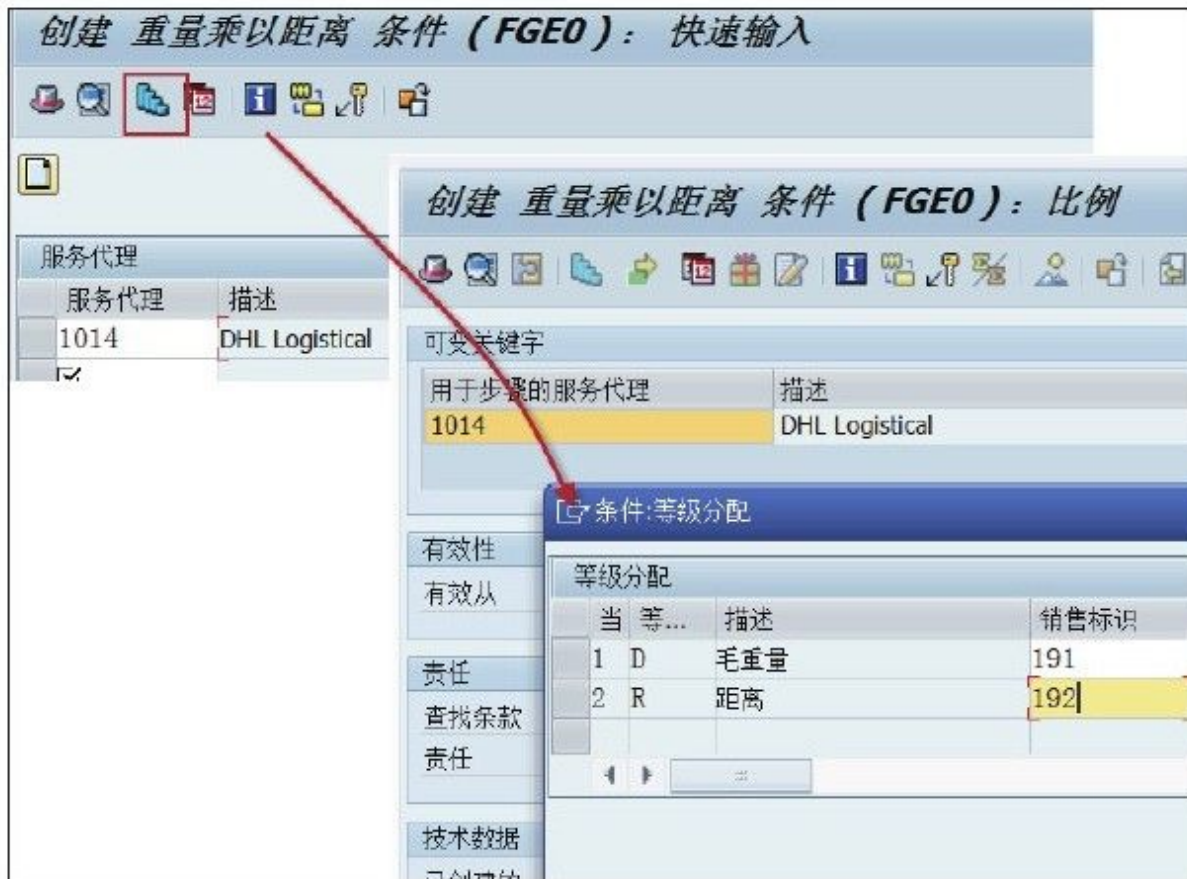 创建 重量乘以距离 条件 ( FGE0 ) : 快速输入
服务代理
服务代理 描述
1014 DHL Logistical
创建 重量乘以距离 条件 ( FGE0 ) : 比例
可变关键字
用于步骤的服务代理 描述
1014 DHL Logistical
条件:等级分配
有效性
有效从
等级分配
当 等... 描述 销售标识
1 D 毛重量 191
2 R 距离 192
责任
查找条款
责任
技术数据